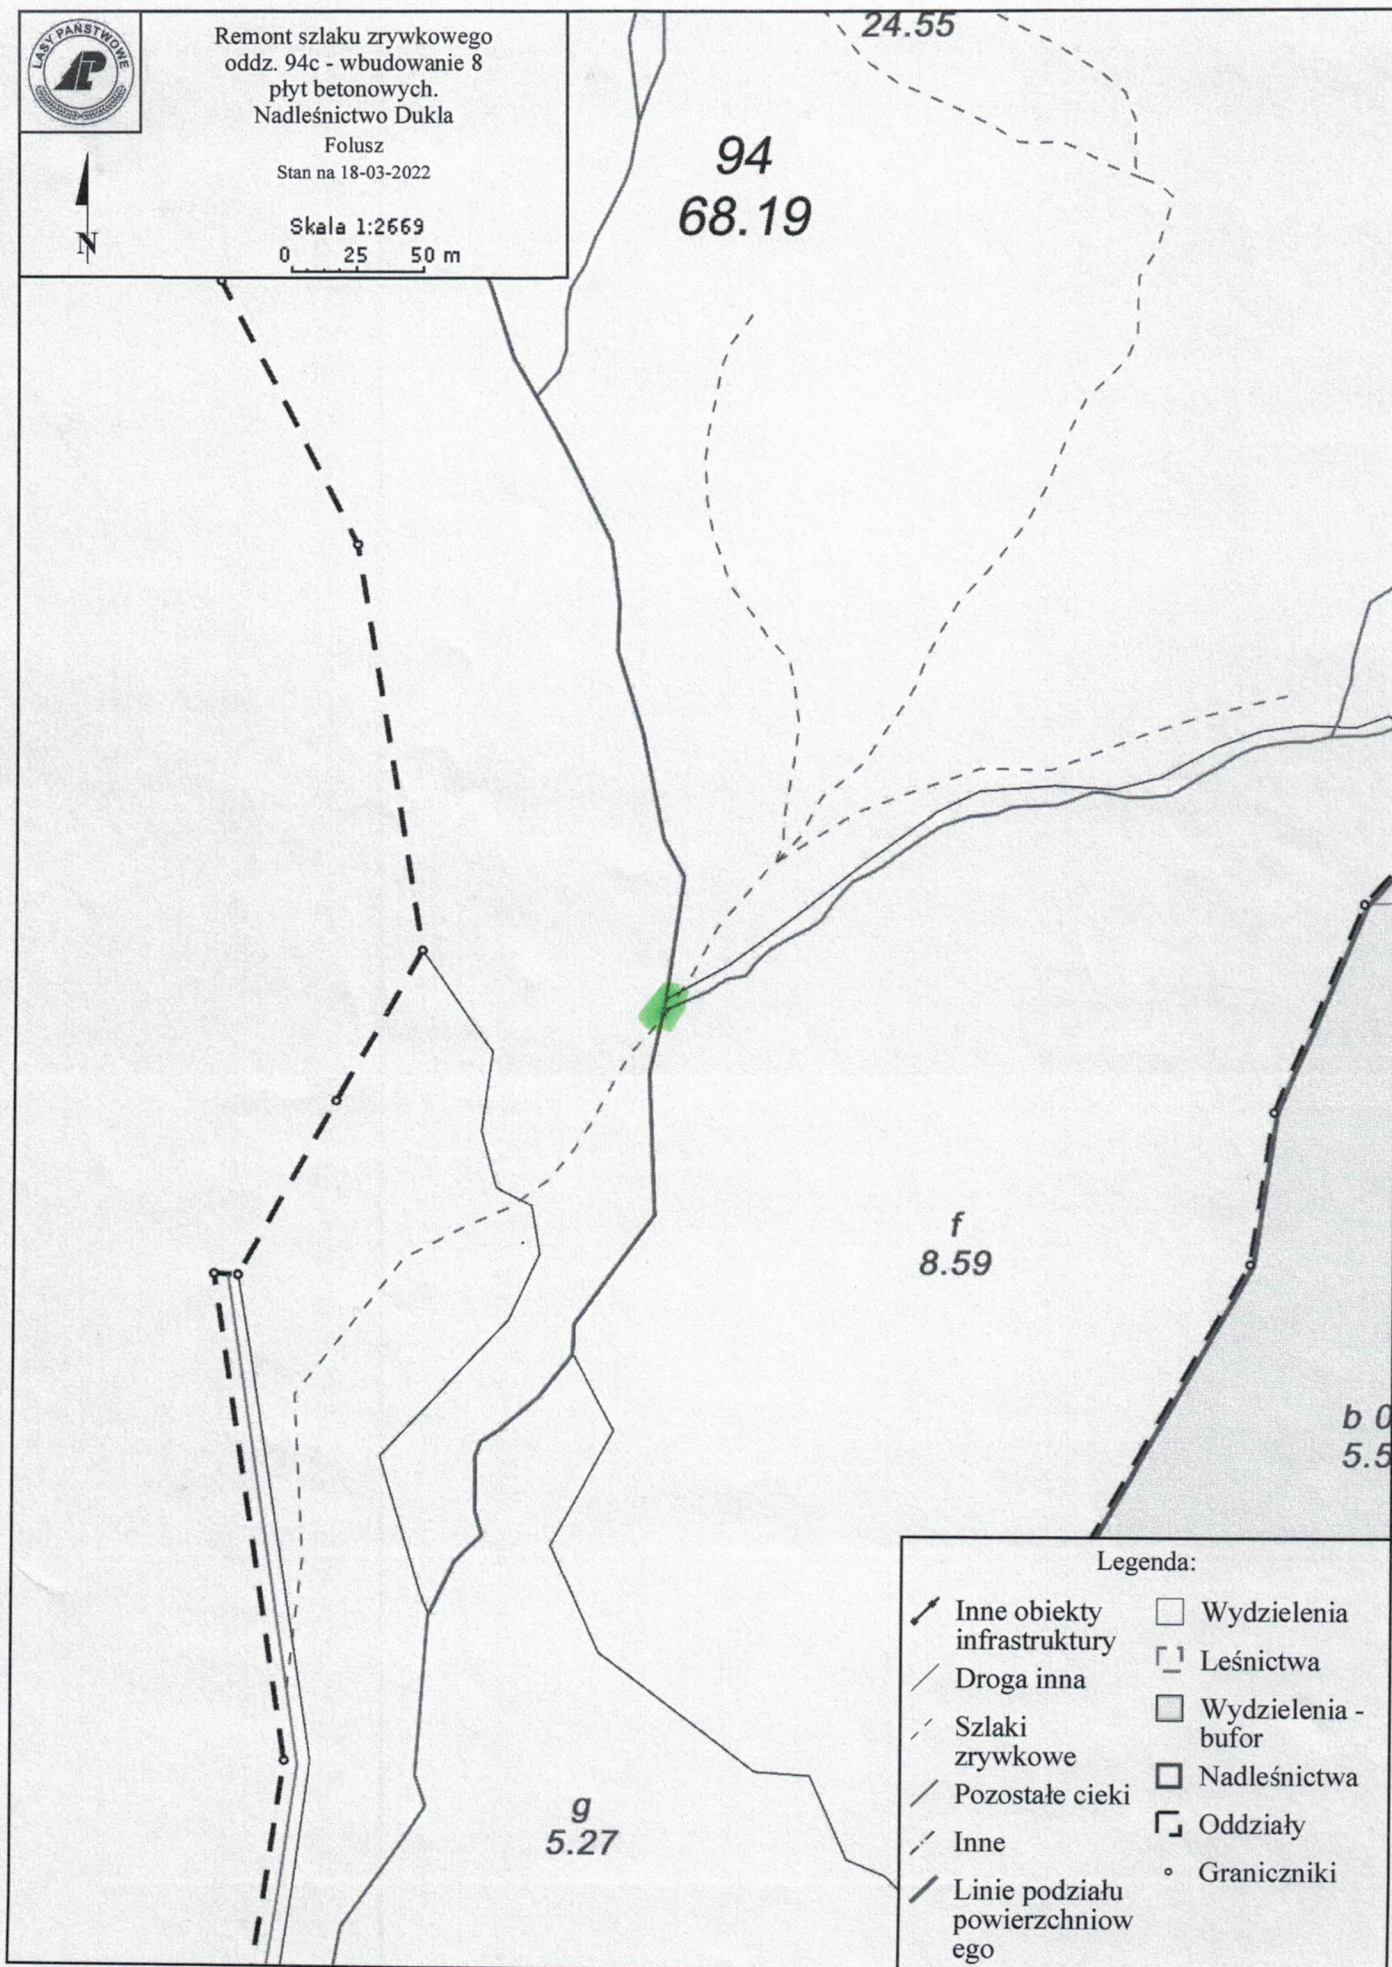 LASY PAŃSTWOWE
Remont szlaku zrywkowego
oddz. 94c - wbudowanie 8
płyt betonowych.
Nadleśnictwo Dukla
Folusz
Stan na 18-03-2022
N
Skala 1:2669
0 25 50 m
24.55
94
68.19
f
8.59
b 0
5.5
g
5.27
Legenda:
Inne obiekty
infrastruktury
Droga inna
Szlaki
zrywkowe
Pozostałe cieki
Inne
Linie podziału
powierzchniow
ego
Wydzielenia
Leśnictwa
Wydzielenia -
bufor
Nadleśnictwa
Oddziały
Graniczniki